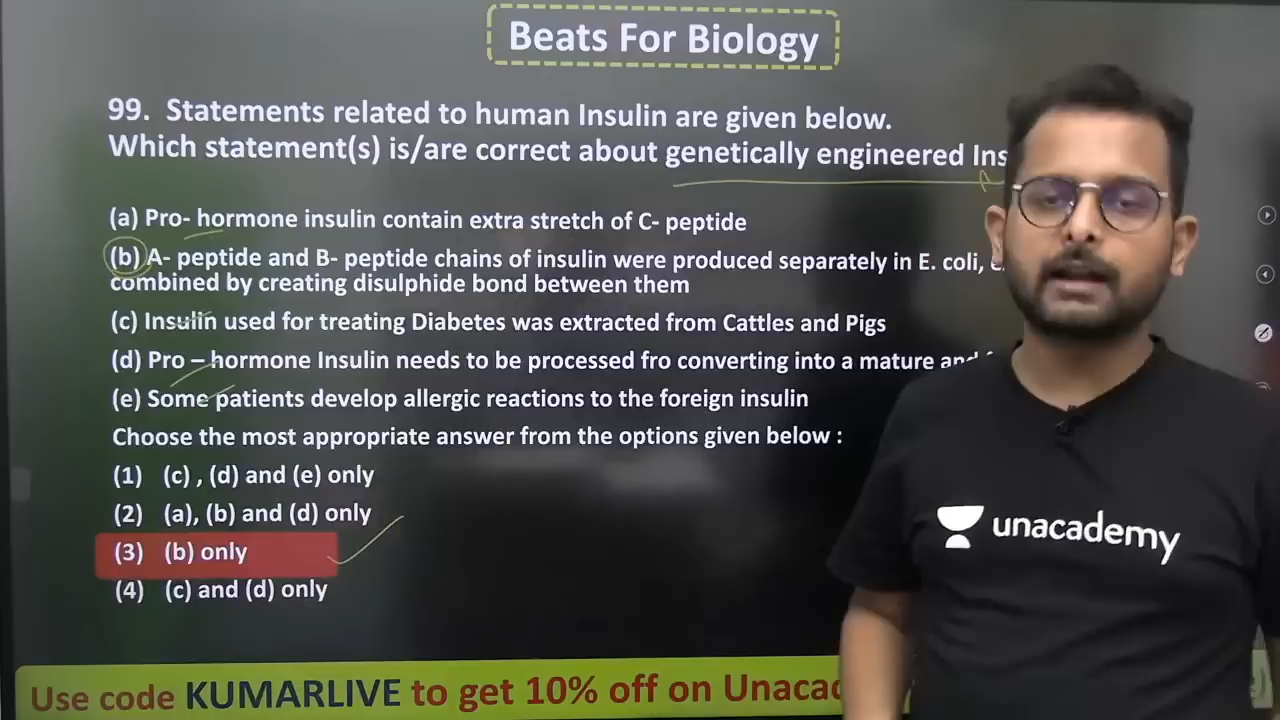 Beats For Biology
99. Statements related to human Insulin are given below.
Which statement(s) is/are correct about genetically engineered Ins
(a) Pro- hormone insulin contain extra stretch of C- peptide
(b) A- peptide and B- peptide chains of insulin were produced separately in E. coli,
combined by creating disulphide bond between them
(c) Insulin used for treating Diabetes was extracted from Cattles and Pigs
(d) Pro – hormone Insulin needs to be processed fro converting into a mature and
(e) Some patients develop allergic reactions to the foreign insulin
Choose the most appropriate answer from the options given below :
(1) (c) , (d) and (e) only
(2) (a), (b) and (d) only
(3) (b) only
(4) (c) and (d) only
unacademy
Use code KUMARLIVE to get 10% off on Unacad